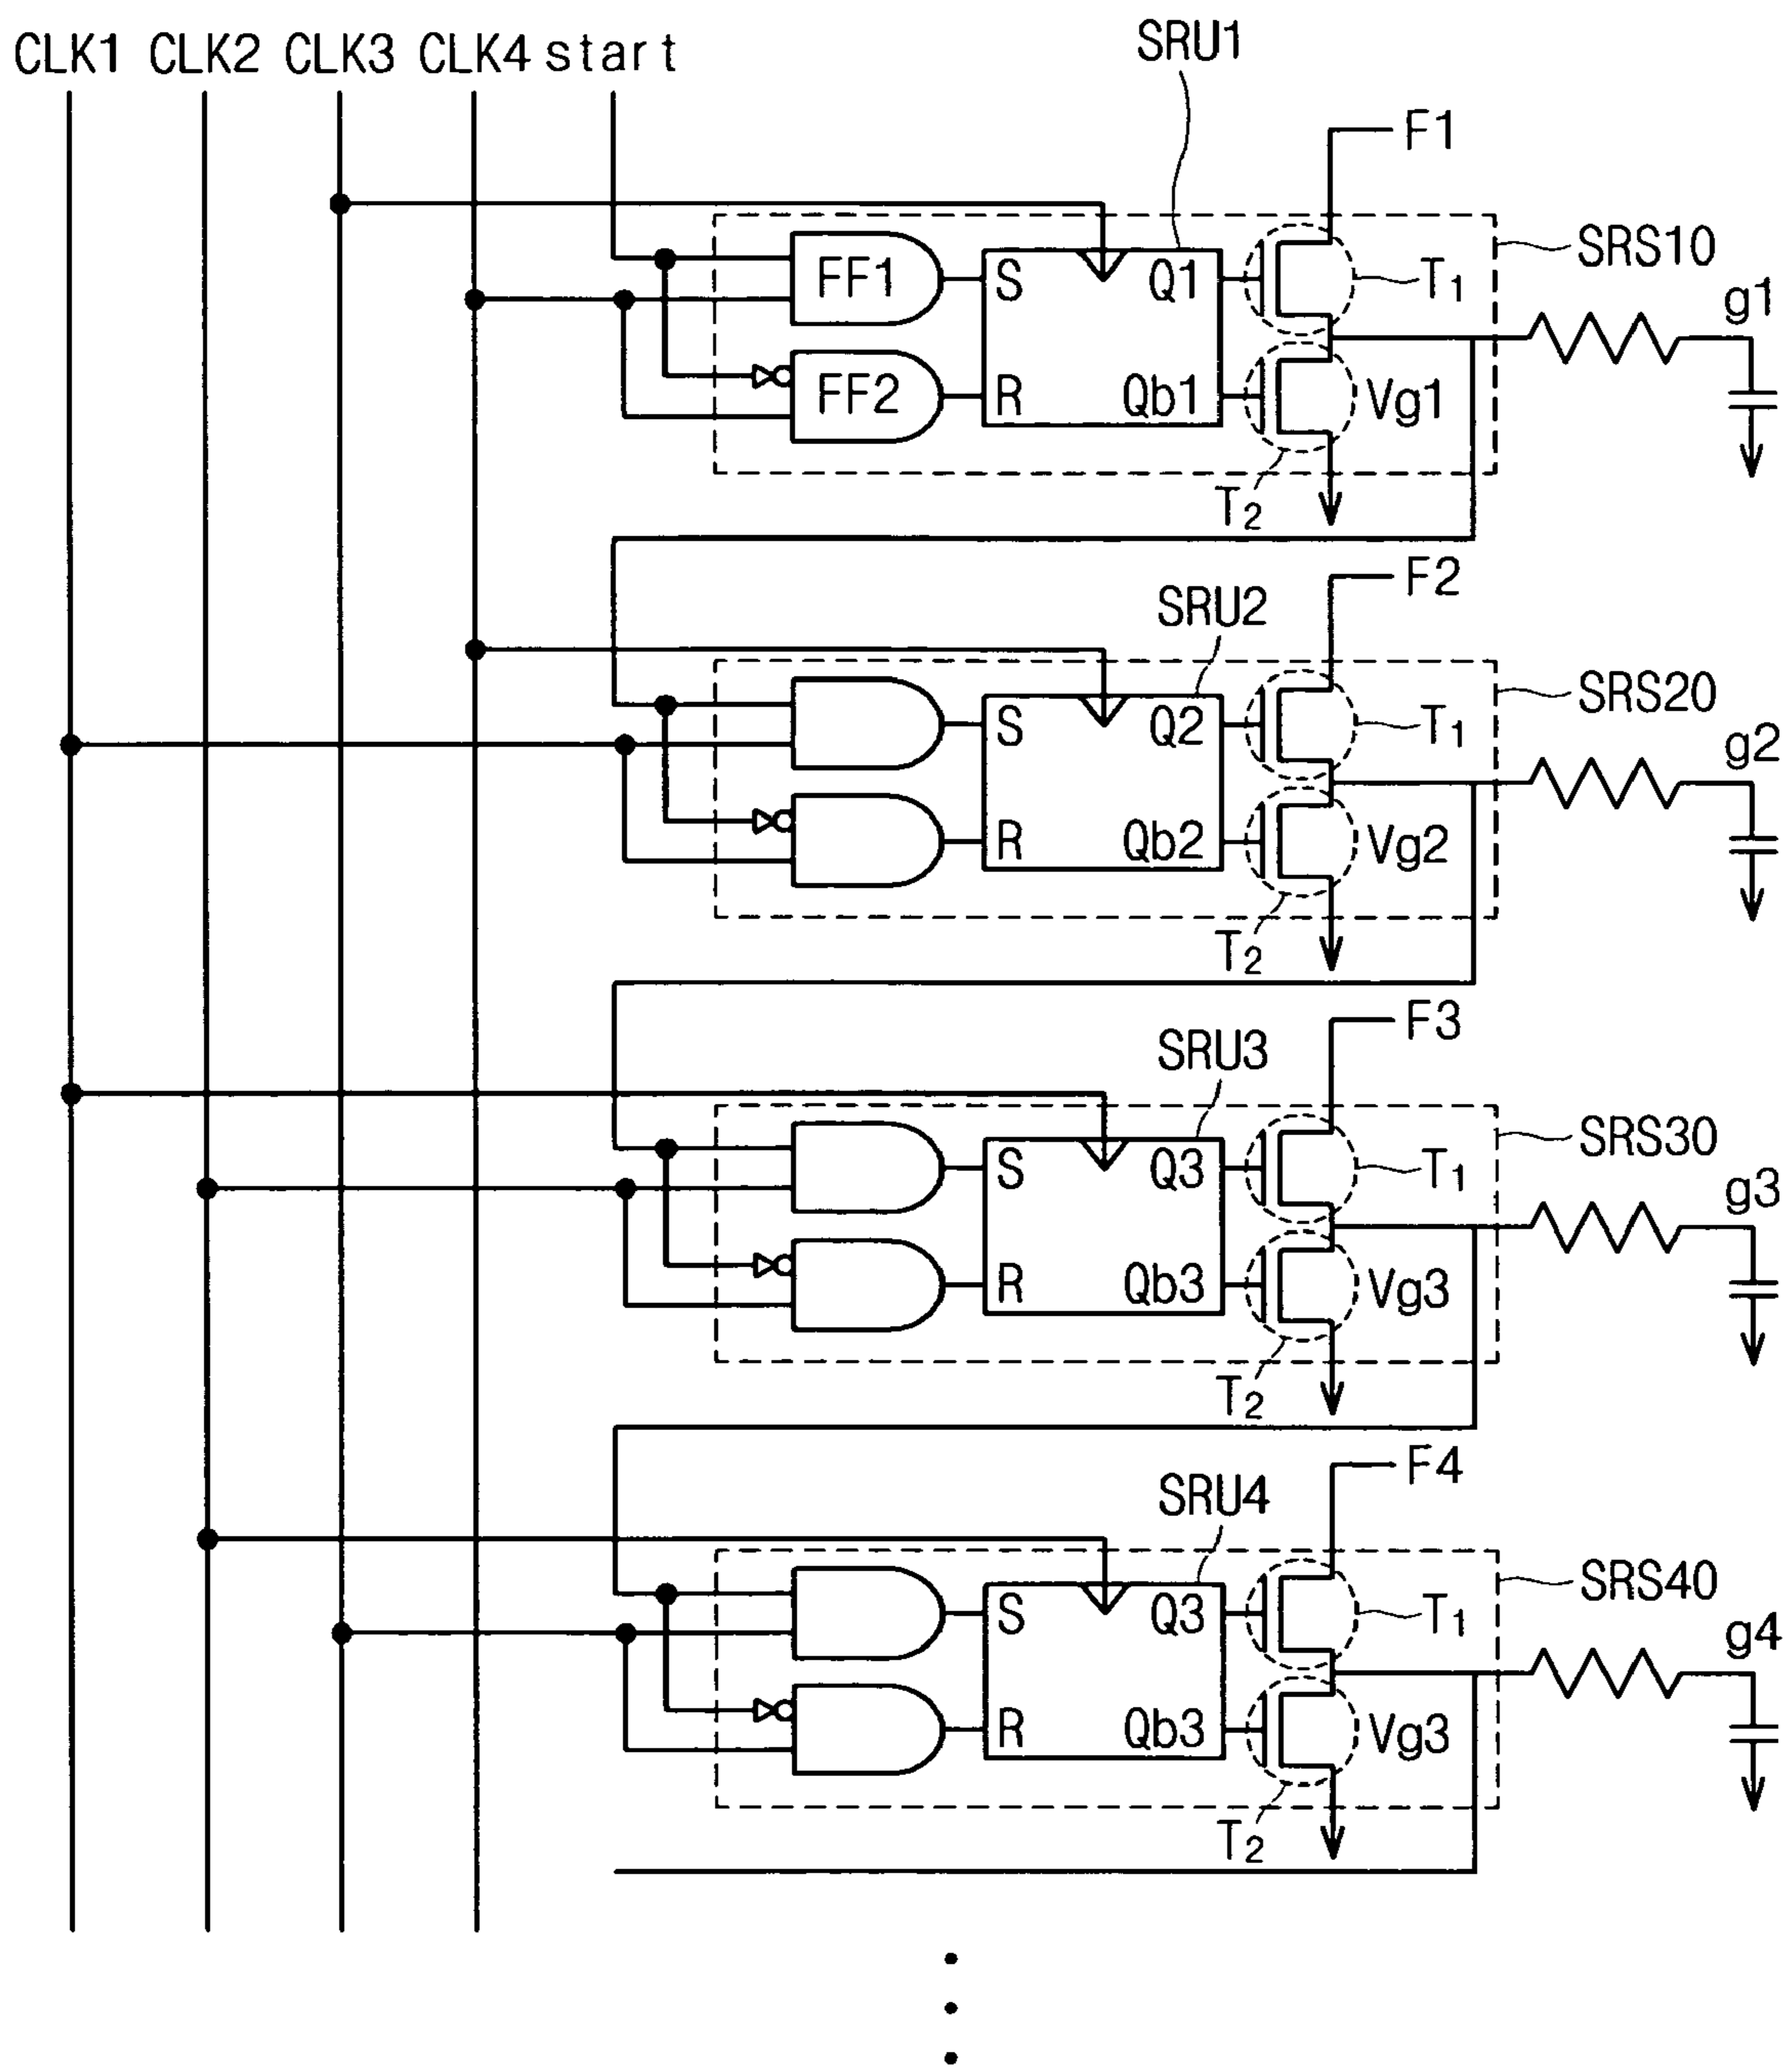 CLK1 CLK2 CLK3 CLK4 start
SRU1
F1
SRS10
FF1
S
Q1
T1
g1
FF2
R
Qb1
Vg1
T2
F2
SRU2
SRS20
S
Q2
T1
g2
R
Qb2
Vg2
T2
F3
SRU3
SRS30
S
Q3
T1
g3
R
Qb3
Vg3
T2
F4
SRU4
SRS40
S
Q3
T1
g4
R
Qb3
Vg3
T2